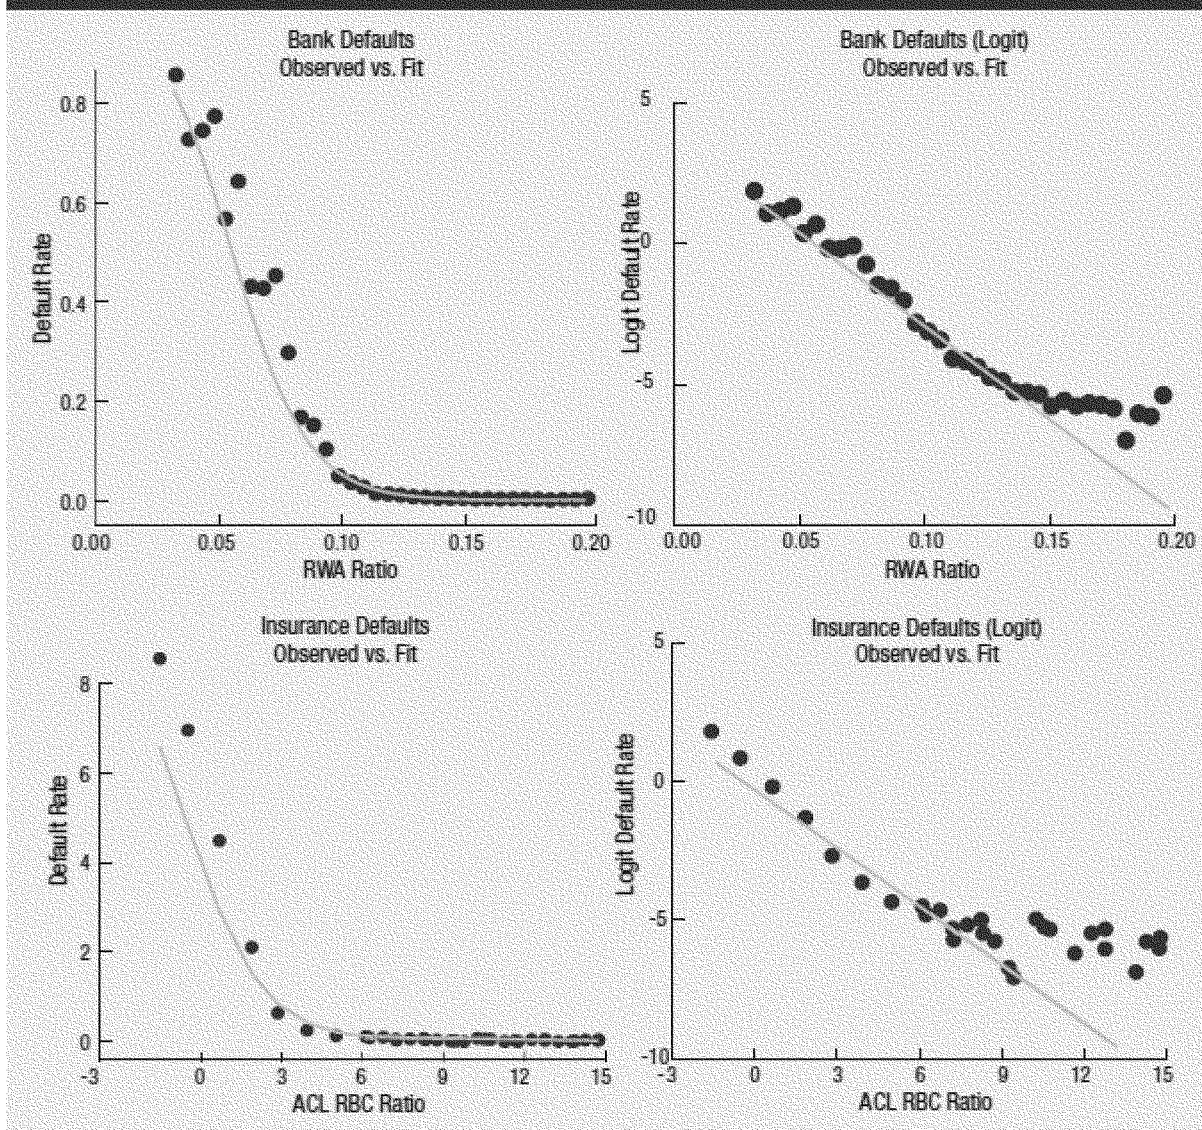 Bank Defaults
Observed vs. Fit
0.8
0.6
0.4
0.2
0.0
Default Rate
0.00
0.05
0.10
0.15
0.20
RWA Ratio
Bank Defaults (Logit)
Observed vs. Fit
5
0
-5
-10
Logit Default Rate
0.00
0.05
0.10
0.15
0.20
RWA Ratio
Insurance Defaults
Observed vs. Fit
8
6
4
2
0
Default Rate
-3
0
3
6
9
12
15
ACL RBC Ratio
Insurance Defaults (Logit)
Observed vs. Fit
5
0
-5
-10
Logit Default Rate
-3
0
3
6
9
12
15
ACL RBC Ratio